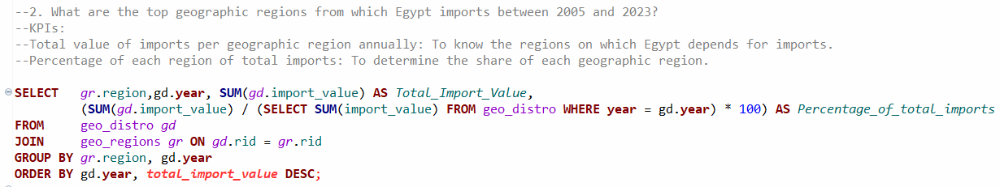 --2. What are the top geographic regions from which Egypt imports between 2005 and 2023?
--KPIs:
--Total value of imports per geographic region annually: To know the regions on which Egypt depends for imports.
--Percentage of each region of total imports: To determine the share of each geographic region.
SELECT gr.region,gd.year, SUM(gd.import_value) AS Total_Import_Value,
(SUM(gd.import_value) / (SELECT SUM(import_value) FROM geo_distro WHERE year = gd.year) * 100) AS Percentage_of_total_imports
FROM geo_distro gd
JOIN geo_regions gr ON gd.rid = gr.rid
GROUP BY gr.region, gd.year
ORDER BY gd.year, total_import_value DESC;